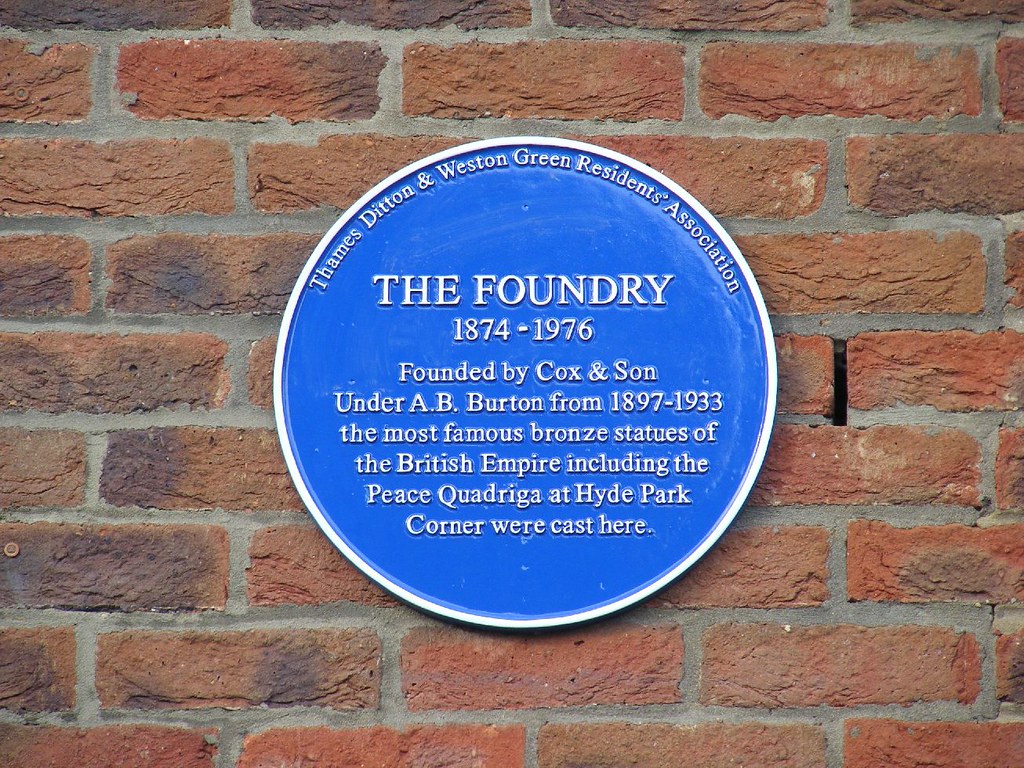 Thames Ditton & Weston Green Residents' Association
THE FOUNDRY
1874 - 1976
Founded by Cox & Son
Under A.B. Burton from 1897-1933
the most famous bronze statues of
the British Empire including the
Peace Quadriga at Hyde Park
Corner were cast here.